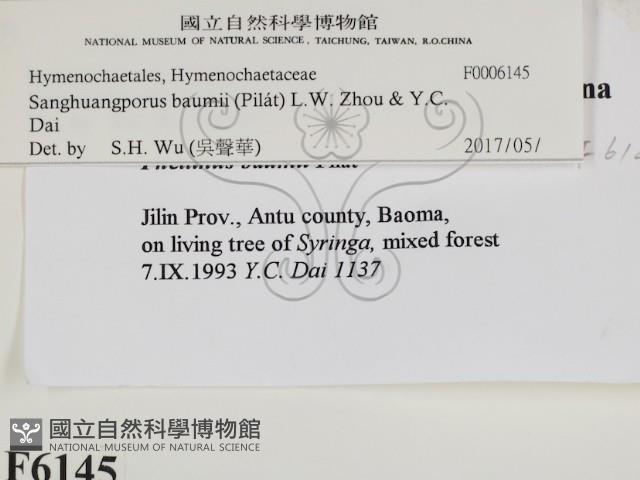 國立自然科學博物館
NATIONAL MUSEUM OF NATURAL SCIENCE, TAICHUNG, TAIWAN, R.O.CHINA
Hymenochaetales, Hymenochaetaceae F0006145
Sanghuangporus baumii (Pilát) L.W. Zhou & Y.C.
Dai
Det. by S.H. Wu (吳聲華) 2017/05/
Jilin Prov., Antu county, Baoma,
on living tree of Syringa, mixed forest
7.IX.1993 Y.C. Dai 1137
國立自然科學博物館
NATIONAL MUSEUM OF NATURAL SCIENCE
F6145